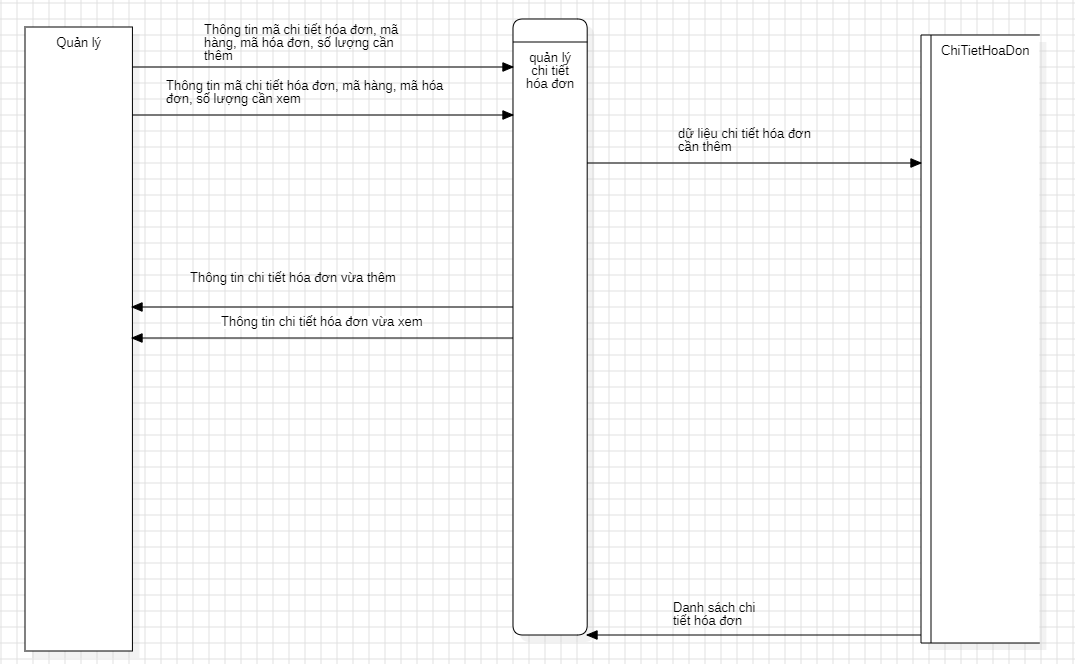 Quản lý
Thông tin mã chi tiết hóa đơn, mã
hàng, mã hóa đơn, số lượng cần
thêm
Thông tin mã chi tiết hóa đơn, mã hàng, mã hóa
đơn, số lượng cần xem
quản lý
chi tiết
hóa đơn
ChiTietHoaDon
dữ liệu chi tiết hóa đơn
cần thêm
Thông tin chi tiết hóa đơn vừa thêm
Thông tin chi tiết hóa đơn vừa xem
Danh sách chi
tiết hóa đơn